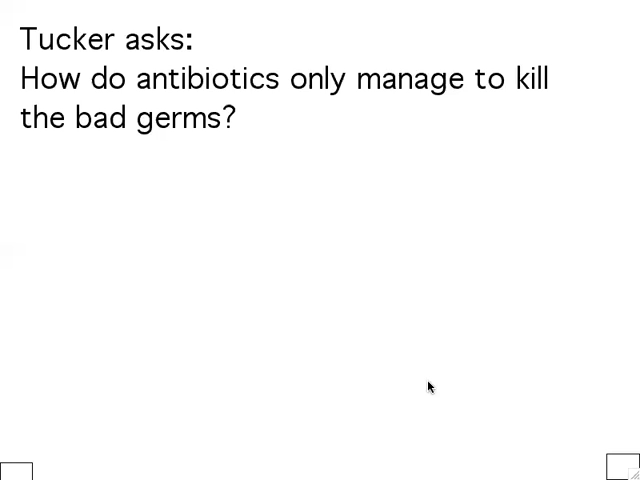 Tucker asks:
How do antibiotics only manage to kill
the bad germs?